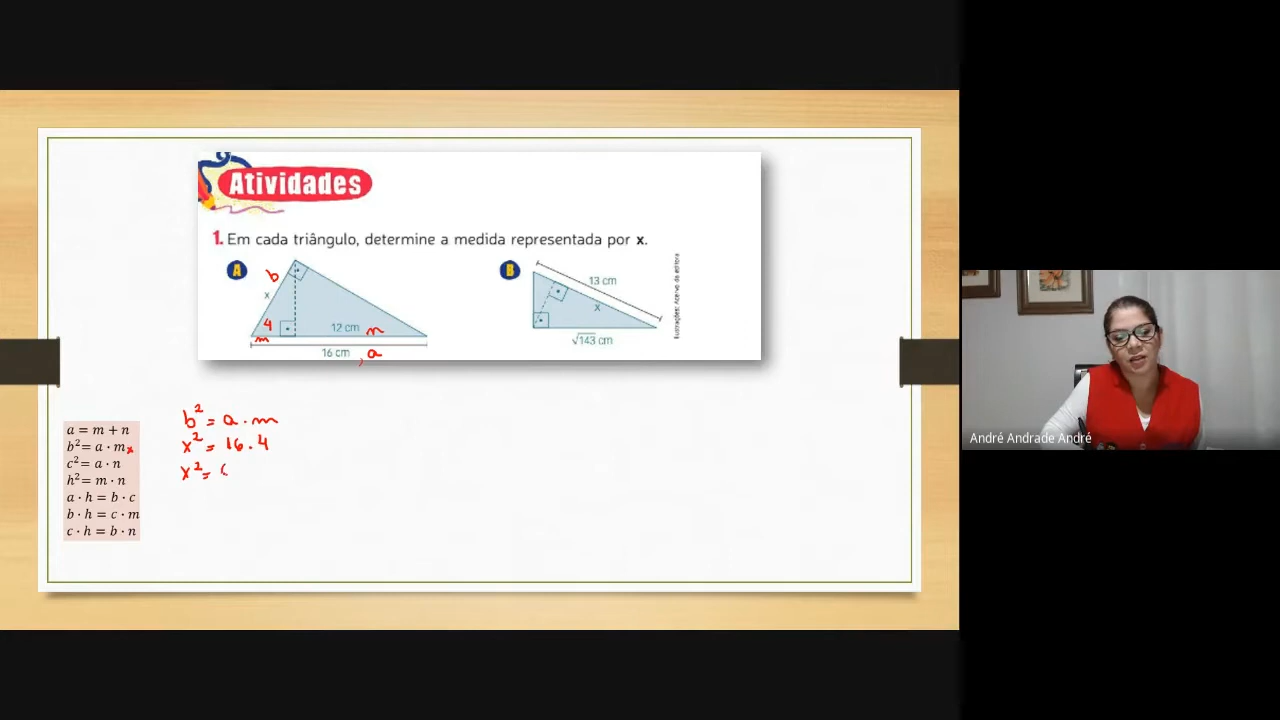 Atividades
1. Em cada triângulo, determine a medida representada por x.
A
b
x
4
12 cm n
m
16 cm , a
B
13 cm
x
√143 cm
Ilustrações: Acervo da editora
a = m + n
b²= a · m x
c²= a · n
h²= m · n
a · h = b · c
b · h = c · m
c · h = b · n
b² = a · m
x² = 16 . 4
x² =
André Andrade André